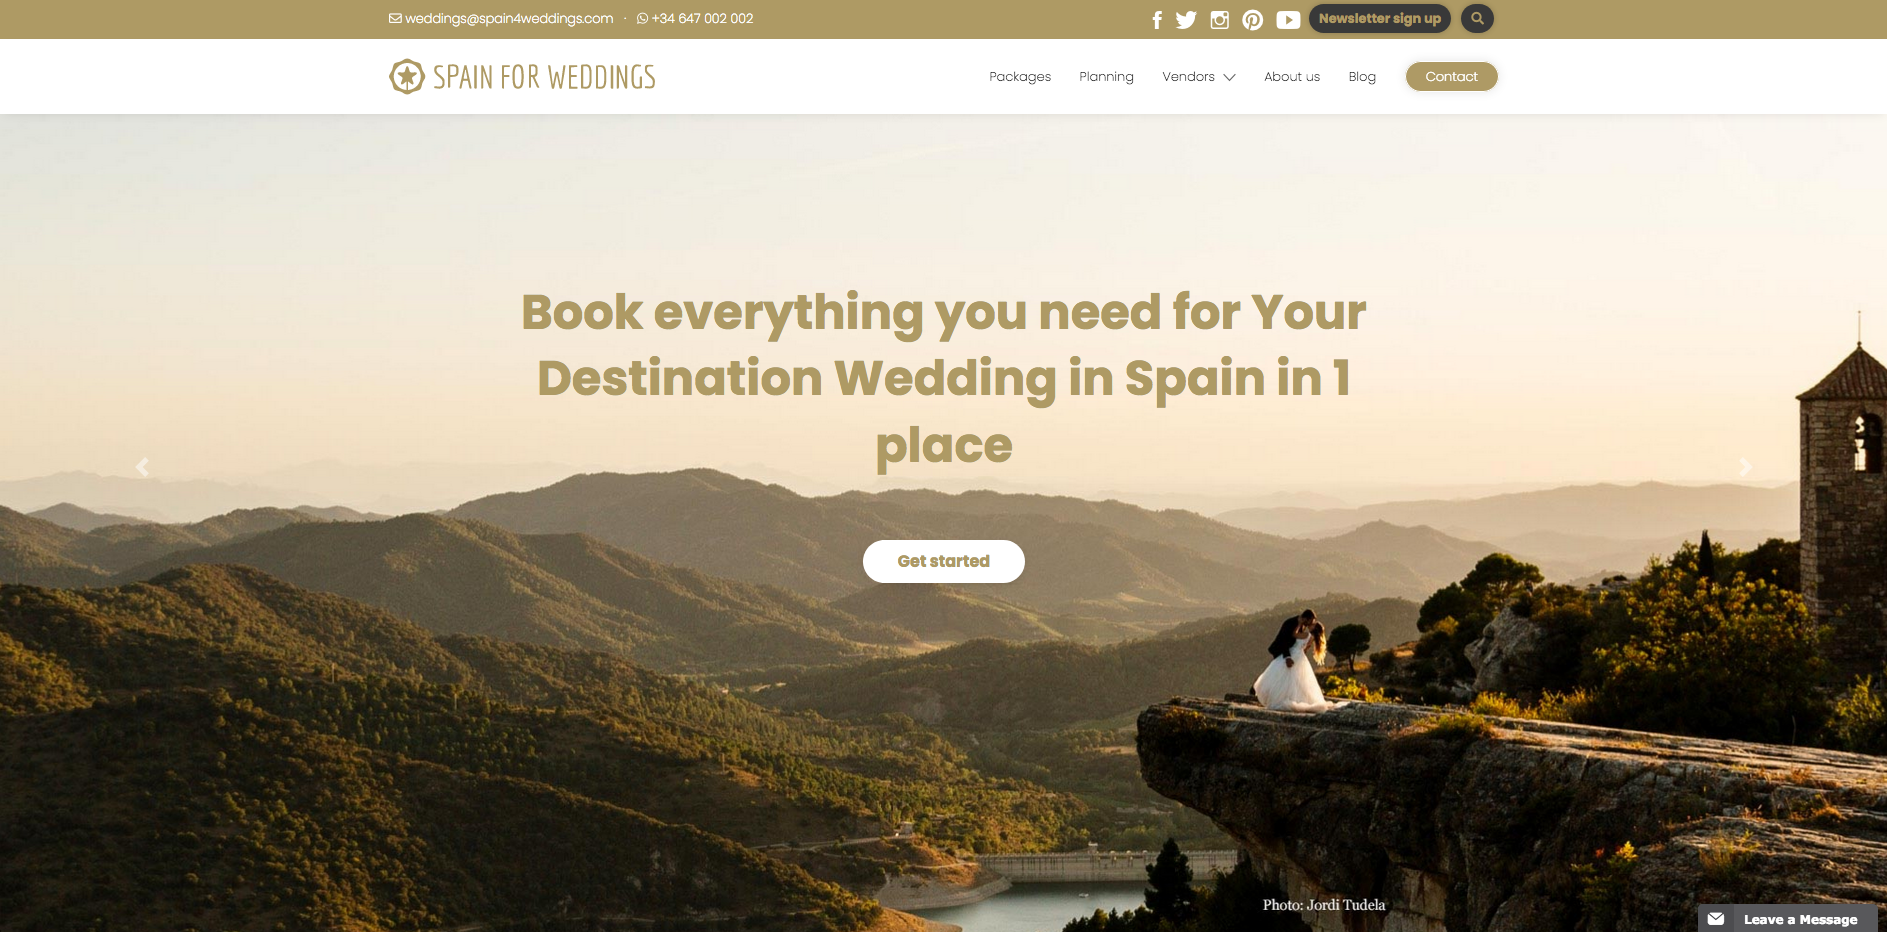 weddings@spain4weddings.com · +34 647 002 002
Newsletter sign up
SPAIN FOR WEDDINGS
Packages
Planning
Vendors
About us
Blog
Contact
Book everything you need for Your
Destination Wedding in Spain in 1
place
Get started
Photo: Jordi Tudela
Leave a Message